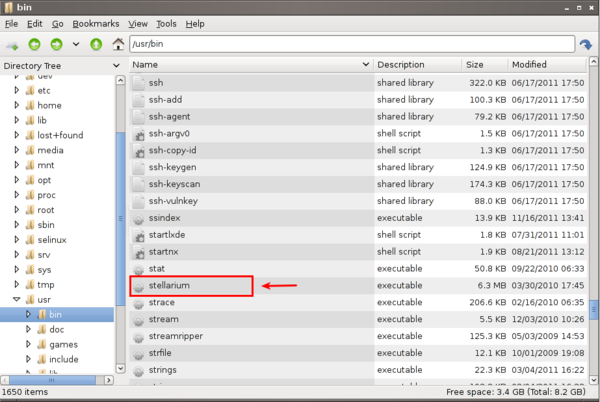 bin
File Edit Go Bookmarks View Tools Help
/usr/bin
Directory Tree
Name Description Size Modified
dev
etc
home
lib
lost+found
media
mnt
opt
proc
root
sbin
selinux
srv
sys
tmp
usr
bin
doc
games
include
lib
ssh shared library 322.0 KB 06/17/2011 17:50
ssh-add shared library 100.3 KB 06/17/2011 17:50
ssh-agent shared library 79.2 KB 06/17/2011 17:50
ssh-argv0 shell script 1.5 KB 06/17/2011 17:50
ssh-copy-id shell script 1.3 KB 06/17/2011 17:50
ssh-keygen shared library 124.9 KB 06/17/2011 17:50
ssh-keyscan shared library 174.3 KB 06/17/2011 17:50
ssh-vulnkey shared library 88.0 KB 06/17/2011 17:50
ssindex executable 13.9 KB 11/16/2011 13:41
startlxde shell script 1.8 KB 07/31/2011 11:01
startnx shell script 1.9 KB 08/21/2011 13:12
stat executable 50.8 KB 09/22/2010 06:33
stellarium executable 6.3 MB 03/30/2010 17:45
strace executable 206.6 KB 02/16/2010 06:35
stream executable 5.5 KB 12/03/2010 10:26
streamripper executable 125.3 KB 05/03/2009 14:53
strfile executable 12.1 KB 10/01/2009 19:08
strings executable 22.3 KB 03/04/2011 16:22
1650 items
Free space: 3.4 GB (Total: 8.2 GB)